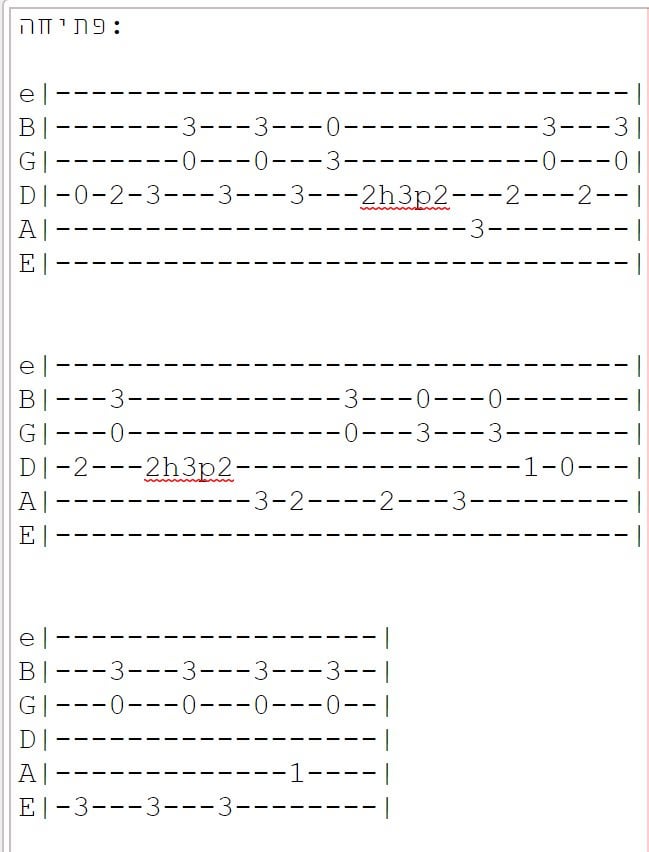 פתיחה:
e|--------------------------------|
B|-------3---3---0-----------3---3|
G|-------0---0---3-----------0---0|
D|-0-2-3---3---3---2h3p2---2---2--|
A|-----------------------3--------|
E|--------------------------------|
e|--------------------------------|
B|---3------------3---0---0-------|
G|---0------------0---3---3-------|
D|-2---2h3p2----------------1-0---|
A|-----------3-2----2---3---------|
E|--------------------------------|
e|------------------|
B|---3---3---3---3--|
G|---0---0---0---0--|
D|------------------|
A|-------------1----|
E|-3---3---3--------|